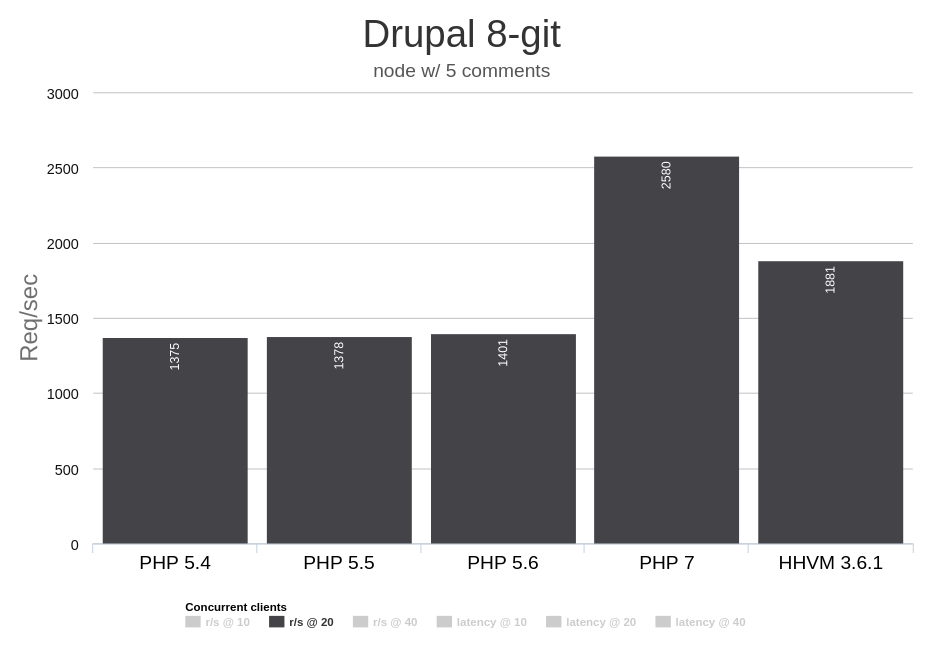 Drupal 8-git
node w/ 5 comments
Req/sec
3000
2500
2000
1500
1000
500
0
1375
1378
1401
2580
1881
PHP 5.4 PHP 5.5 PHP 5.6 PHP 7 HHVM 3.6.1
Concurrent clients
r/s @ 10 r/s @ 20 r/s @ 40 latency @ 10 latency @ 20 latency @ 40